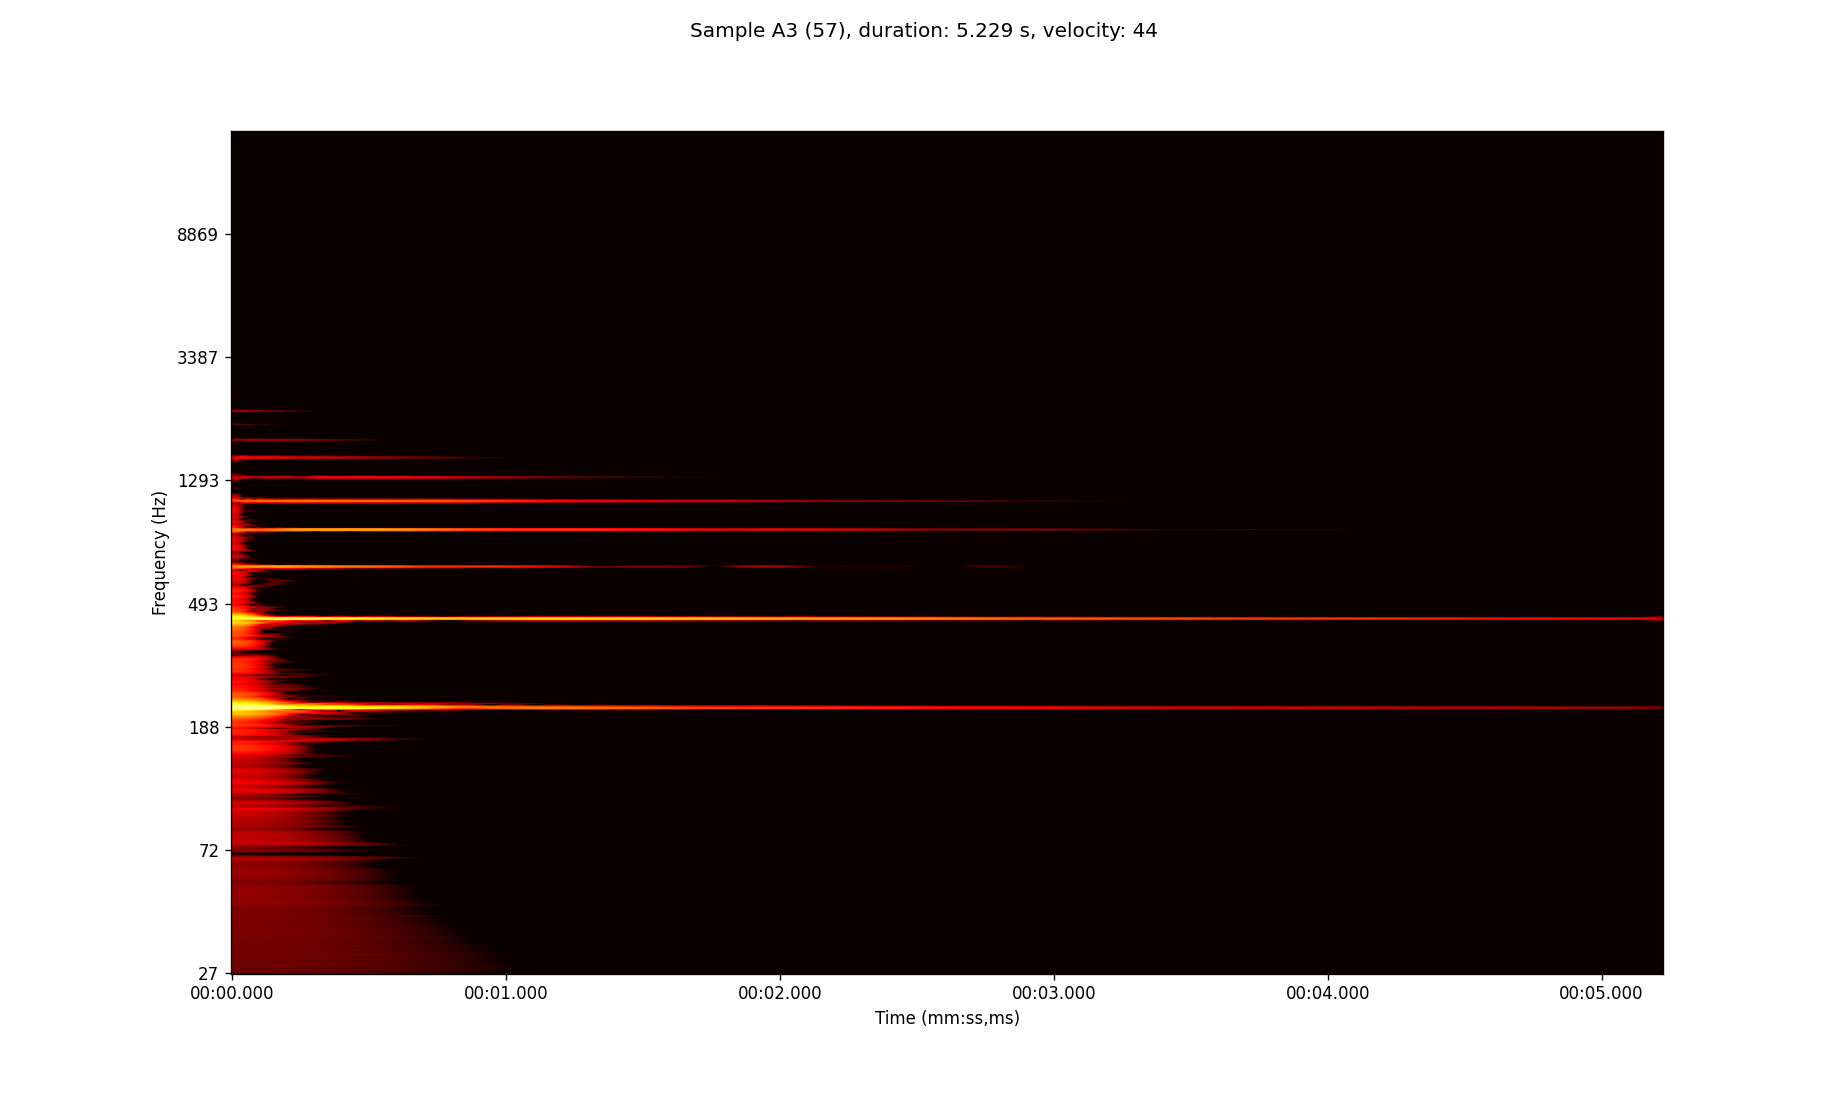 Sample A3 (57), duration: 5.229 s, velocity: 44
8869
3387
1293
493
188
72
27
Frequency (Hz)
00:00.000 00:01.000 00:02.000 00:03.000 00:04.000 00:05.000
Time (mm:ss,ms)